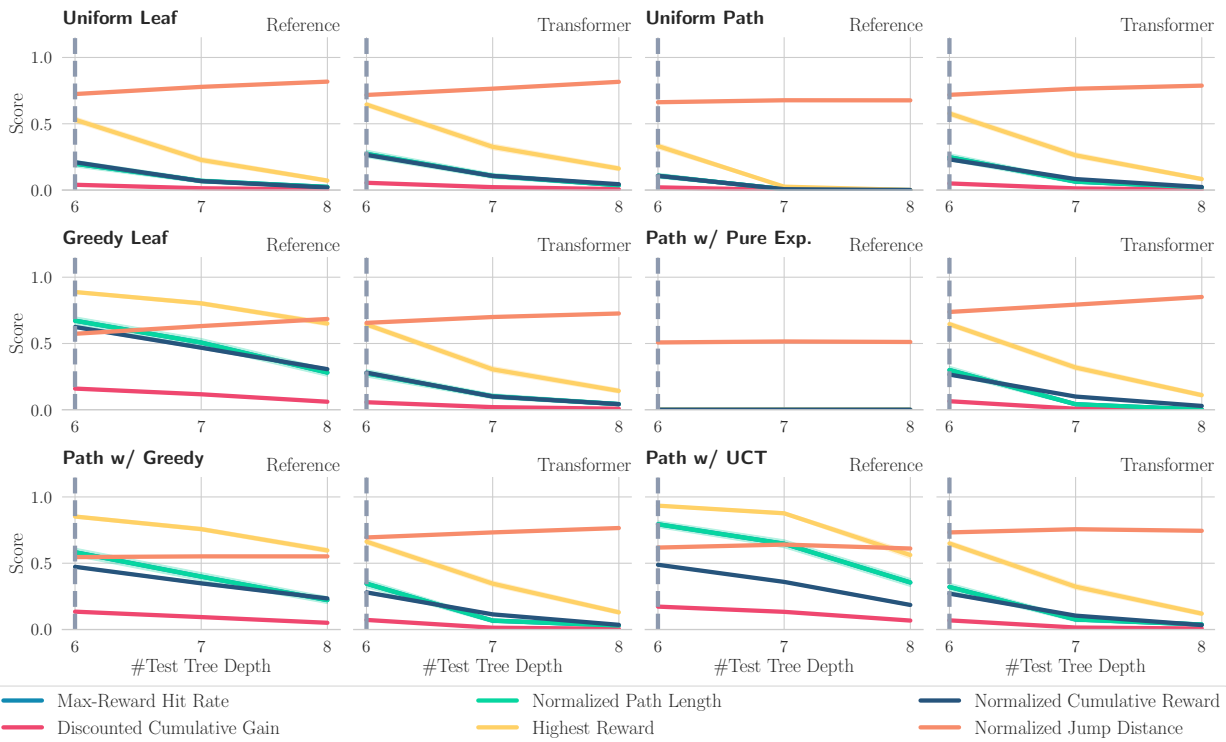 Uniform Leaf
Reference
Transformer
Uniform Path
Reference
Transformer
Score
1.0
0.5
0.0
6 7 8
6 7 8
6 7 8
6 7 8
Greedy Leaf
Reference
Transformer
Path w/ Pure Exp.
Reference
Transformer
Score
1.0
0.5
0.0
6 7 8
6 7 8
6 7 8
6 7 8
Path w/ Greedy
Reference
Transformer
Path w/ UCT
Reference
Transformer
Score
1.0
0.5
0.0
6 7 8
6 7 8
6 7 8
6 7 8
#Test Tree Depth
#Test Tree Depth
#Test Tree Depth
#Test Tree Depth
Max-Reward Hit Rate
Normalized Path Length
Normalized Cumulative Reward
Discounted Cumulative Gain
Highest Reward
Normalized Jump Distance